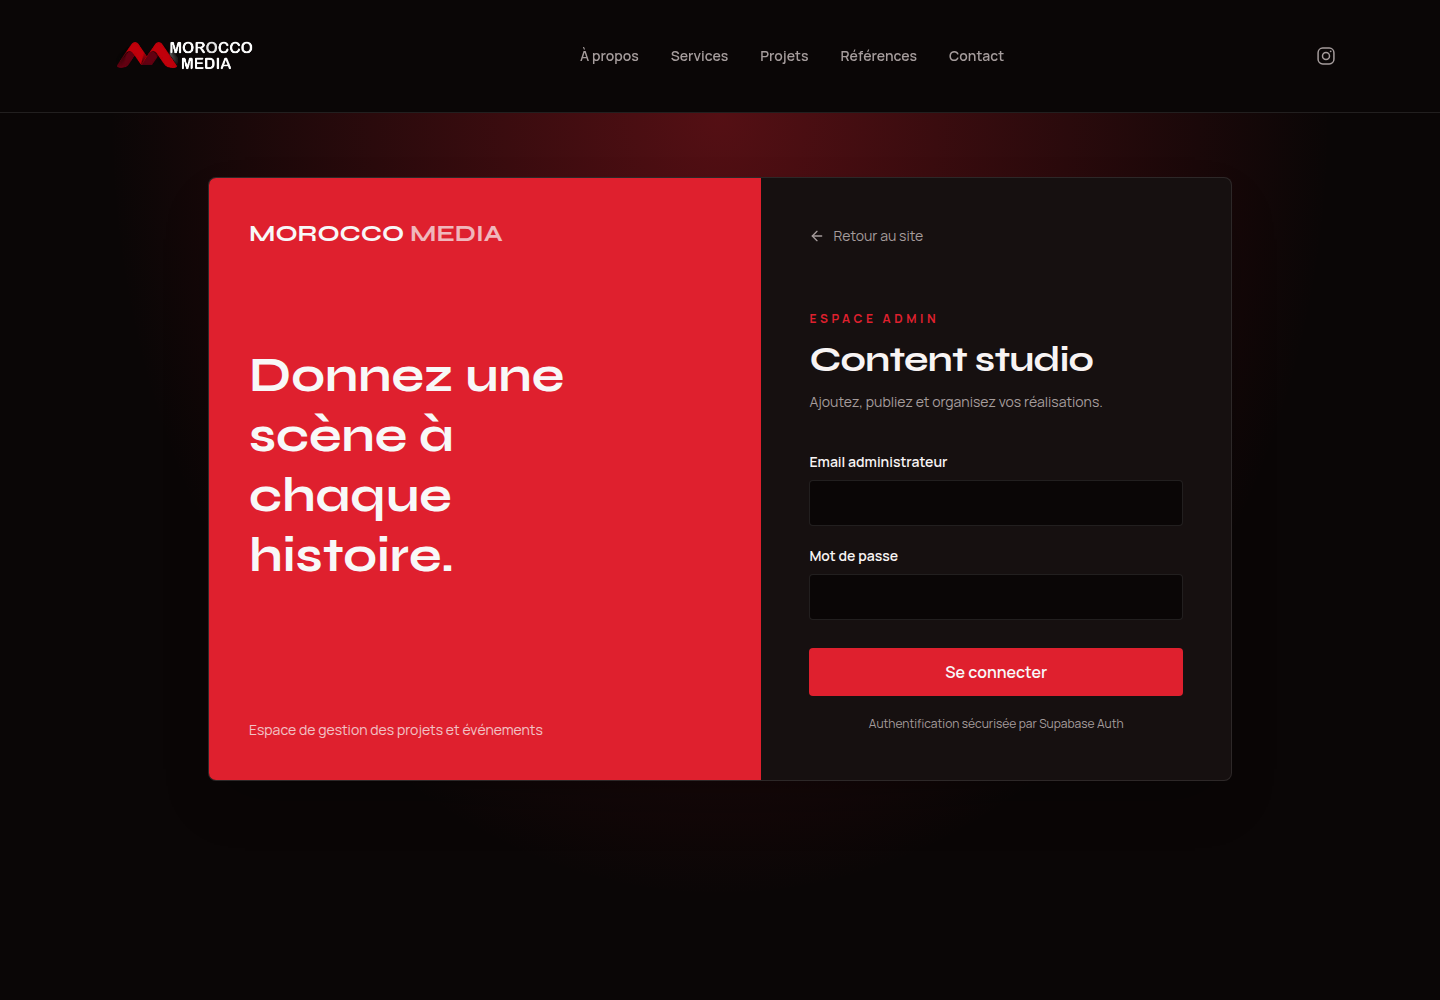 MOROCCO
MEDIA
À propos
Services
Projets
Références
Contact
MOROCCO MEDIA
Donnez une
scène à
chaque
histoire.
Espace de gestion des projets et événements
Retour au site
ESPACE ADMIN
Content studio
Ajoutez, publiez et organisez vos réalisations.
Email administrateur
Mot de passe
Se connecter
Authentification sécurisée par Supabase Auth